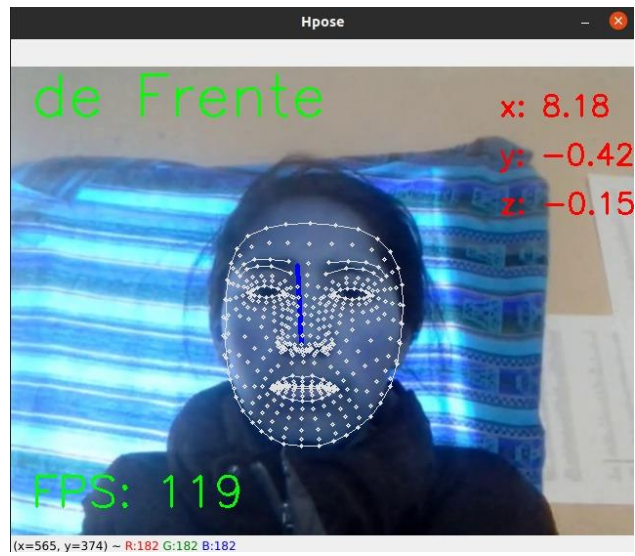 Hpose
de Frente
x: 8.18
y: -0.42
z: -0.15
FPS: 119
(x=565, y=374) ~ R:182 G:182 B:182